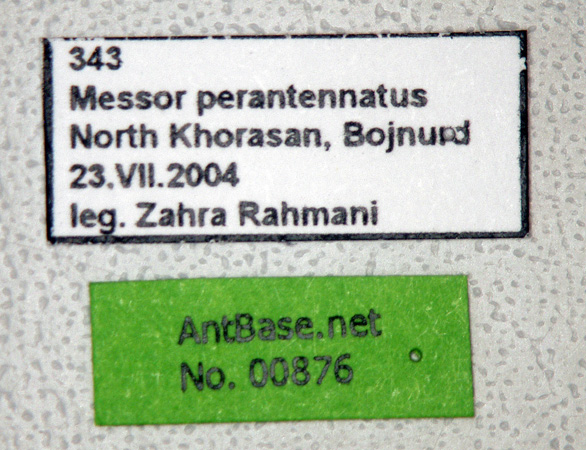 343
Messor perantennatus
North Khorasan, Bojnurd
23.VII.2004
leg. Zahra Rahmani
AntBase.net
No. 00876